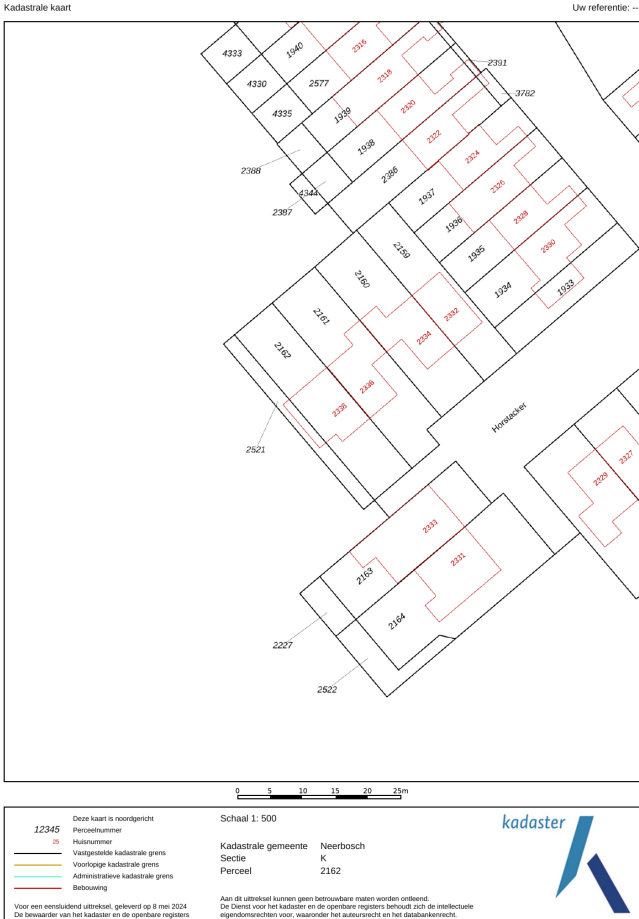 Kadastrale kaart
Uw referentie: --
4333
1940
2316
2391
4330
2577
2318
3782
4335
1939
2320
1938
2322
2388
2386
2324
4344
1937
2326
2387
1936
2328
2159
1935
2330
2160
1934
1933
2161
2332
2162
2334
2336
2338
Horstacker
2521
2327
2329
2333
2331
2163
2164
2227
2522
0 5 10 15 20 25m
12345
25
Deze kaart is noordgericht
Perceelnummer
Huisnummer
Vastgestelde kadastrale grens
Voorlopige kadastrale grens
Administratieve kadastrale grens
Bebouwing
Voor een eensluidend uittreksel, geleverd op 8 mei 2024
De bewaarder van het kadaster en de openbare registers
Schaal 1: 500
Kadastrale gemeente Neerbosch
Sectie K
Perceel 2162
Aan dit uittreksel kunnen geen betrouwbare maten worden ontleend.
De Dienst voor het kadaster en de openbare registers behoudt zich de intellectuele
eigendomsrechten voor, waaronder het auteursrecht en het databankenrecht.
kadaster